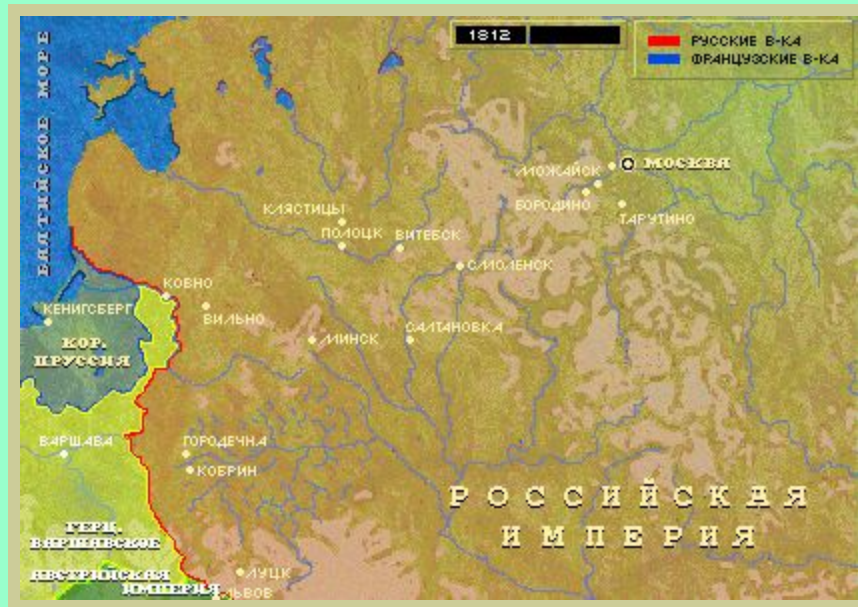 1812
РУССКИЕ В-КА
ФРАНЦУЗСКИЕ В-КА
БАЛТИЙСКОЕ МОРЕ
МОЖАЙСК
МОСКВА
БОРОДИНО
ТАРУТИНО
КЛЯСТИЦЫ
ПОЛОЦК
ВИТЕБСК
СМОЛЕНСК
КОВНО
КЕНИГСБЕРГ
ВИЛЬНО
КОР.
ПРУССИЯ
МИНСК
САЛТАНОВКА
ВАРШАВА
ГОРОДЕЧНА
КОБРИН
РОССИЙСКАЯ
ИМПЕРИЯ
ГЕРЦ.
ВАРШАВСКОЕ
АВСТРИЙСКАЯ
ИМПЕРИЯ
ЛУЦК
ЛЬВОВ